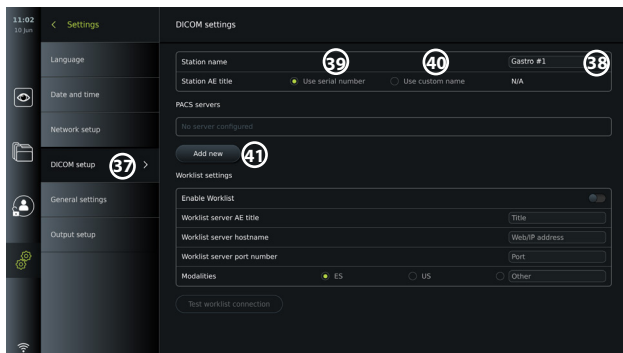 11:02
10 Jun
Settings
DICOM settings
Language
Date and time
Network setup
DICOM setup 37
General settings
Output setup
Station name 39 40 Gastro #1 38
Station AE title Use serial number Use custom name N/A
PACS servers
No server configured
Add new 41
Worklist settings
Enable Worklist
Worklist server AE title Title
Worklist server hostname Web/IP address
Worklist server port number Port
Modalities ES US Other
Test worklist connection